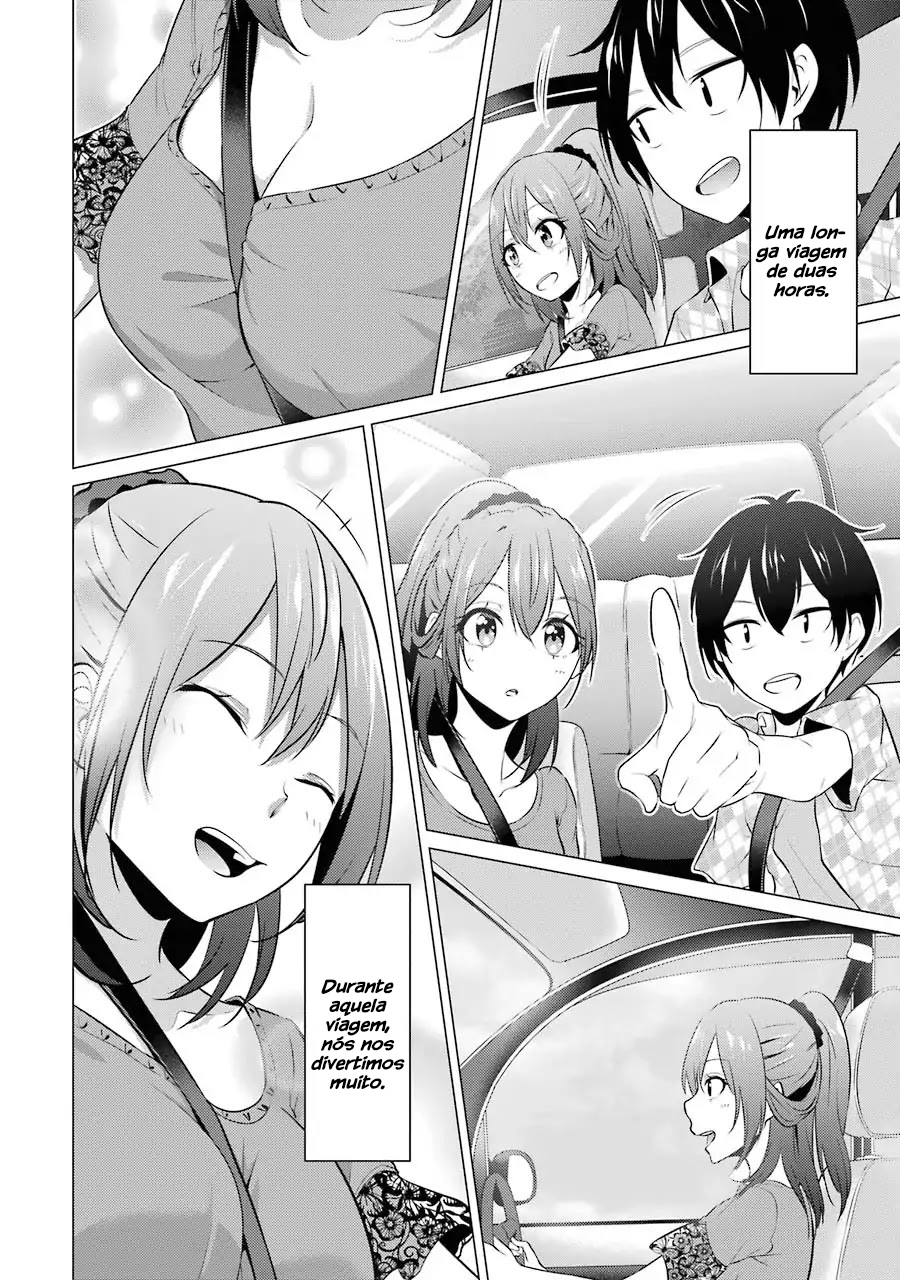 Uma lon-
ga viagem
de duas
horas.
Durante
aquela
viagem,
nós nos
divertimos
muito.